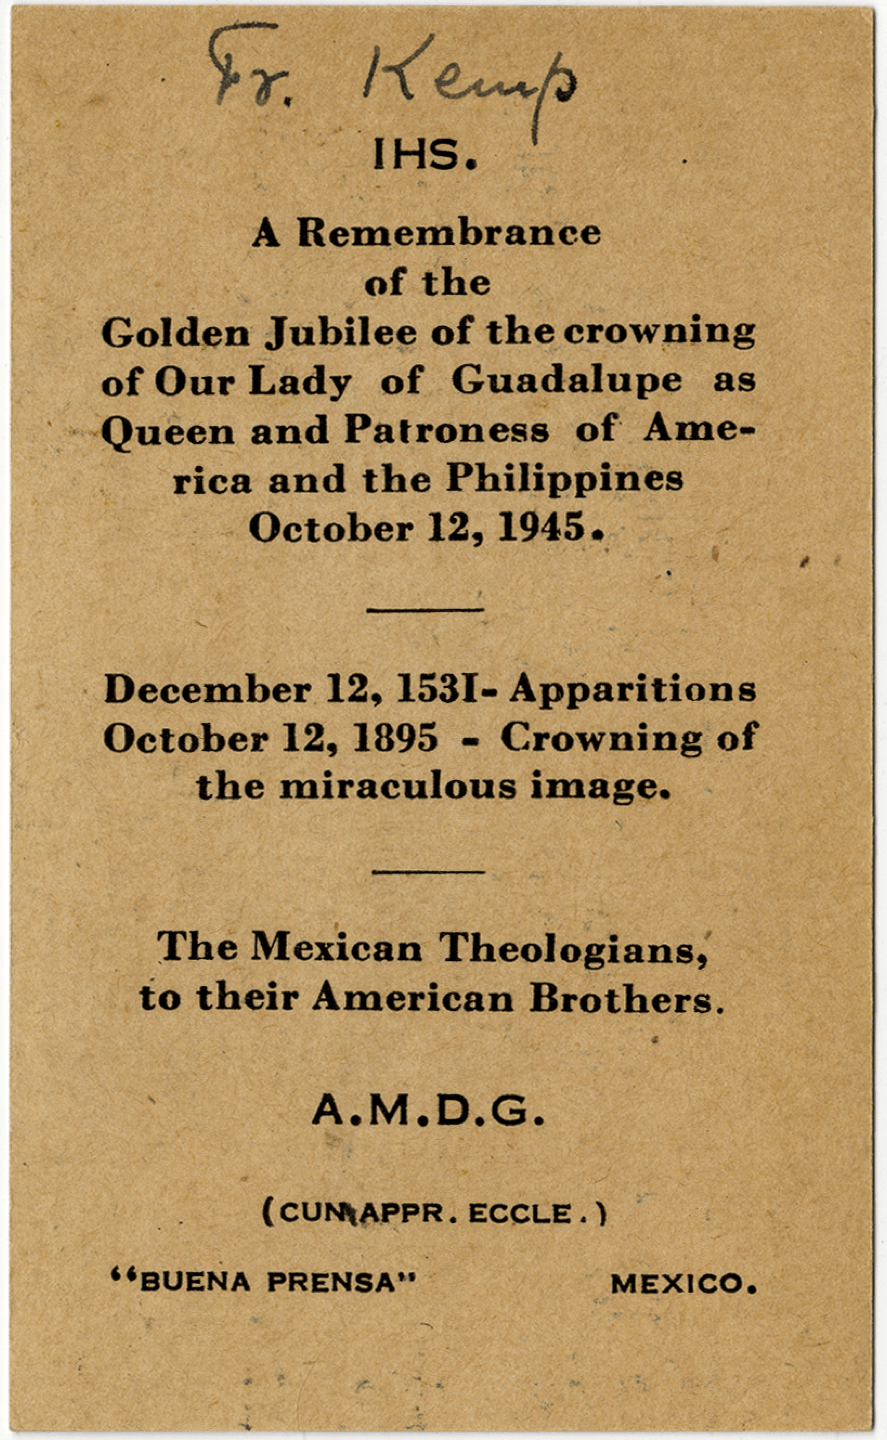 Fr. Kemp
IHS.
A Remembrance
of the
Golden Jubilee of the crowning
of Our Lady of Guadalupe as
Queen and Patroness of Ame-
rica and the Philippines
October 12, 1945.
December 12, 153I- Apparitions
October 12, 1895 - Crowning of
the miraculous image.
The Mexican Theologians,
to their American Brothers.
A.M.D.G.
(CUM APPR. ECCLE.)
“BUENA PRENSA” MEXICO.